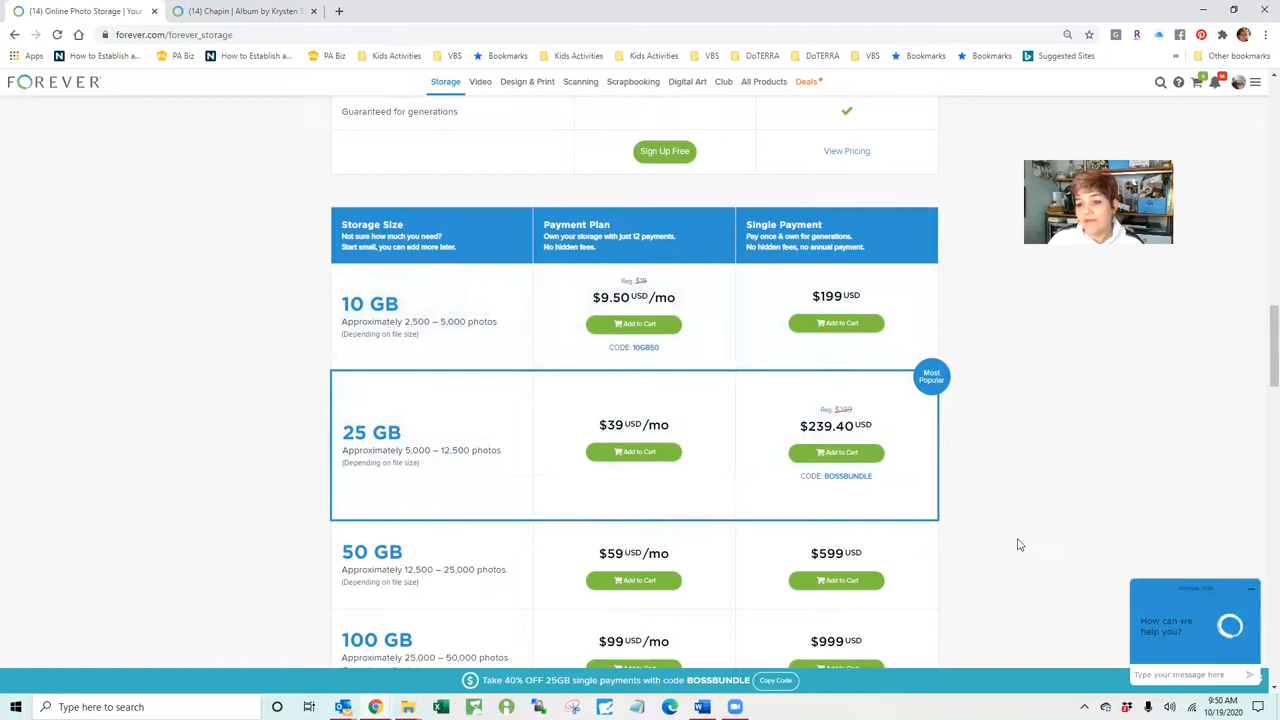 (14) Online Photo Storage | Your
(14) Chapin | Album by Krysten S
forever.com/forever_storage
Apps
How to Establish a...
PA Biz
How to Establish a...
PA Biz
Kids Activities
VBS
Bookmarks
Kids Activities
Kids Activities
VBS
DoTERRA
DoTERRA
VBS
Bookmarks
Bookmarks
Suggested Sites
»
Other bookmarks
FOREVER
Storage
Video
Design & Print
Scanning
Scrapbooking
Digital Art
Club
All Products
Deals
Guaranteed for generations
Sign Up Free
View Pricing
Storage Size
Not sure how much you need?
Start small, you can add more later.
Payment Plan
Own your storage with just 12 payments.
No hidden fees.
Single Payment
Pay once & own for generations.
No hidden fees, no annual payment.
10 GB
Approximately 2,500 – 5,000 photos
(Depending on file size)
Reg. $19
$9.50 USD /mo
Add to Cart
CODE: 10GB50
$199 USD
Add to Cart
Most
Popular
25 GB
Approximately 5,000 – 12,500 photos
(Depending on file size)
$39 USD /mo
Add to Cart
Reg. $399
$239.40 USD
Add to Cart
CODE: BOSSBUNDLE
50 GB
Approximately 12,500 – 25,000 photos.
(Depending on file size)
$59 USD /mo
Add to Cart
$599 USD
Add to Cart
100 GB
Approximately 25,000 – 50,000 photos
$99 USD /mo
Add to Cart
$999 USD
Add to Cart
How can we
help you?
Type your message here
$ Take 40% OFF 25GB single payments with code BOSSBUNDLE
Copy Code
Type here to search
9:50 AM
10/19/2020